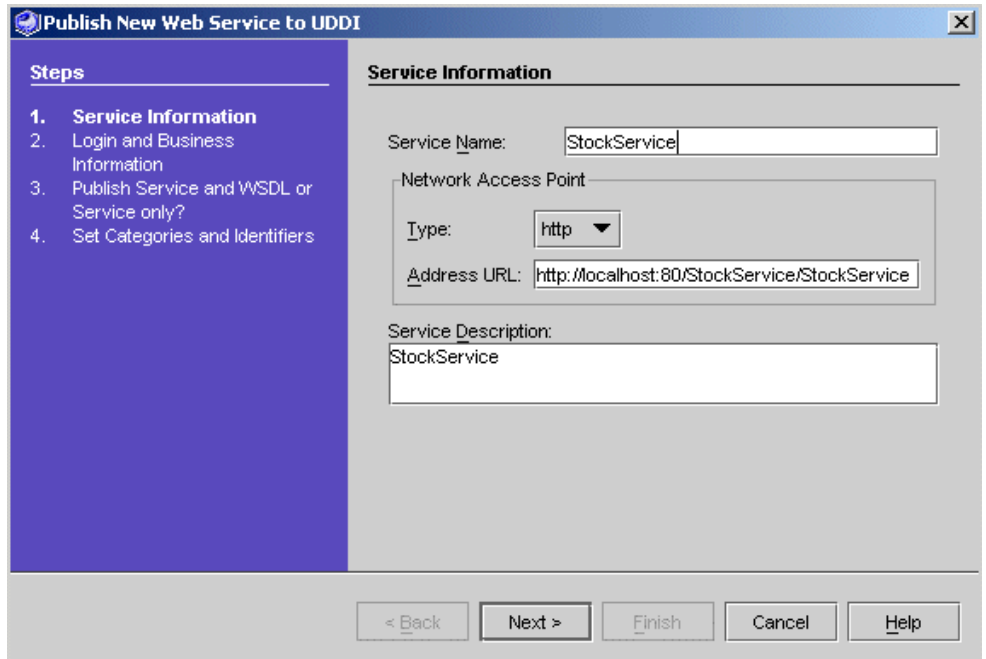 Publish New Web Service to UDDI
Steps
1. Service Information
2. Login and Business
Information
3. Publish Service and WSDL or
Service only?
4. Set Categories and Identifiers
Service Information
Service Name: StockService
Network Access Point
Type: http
Address URL: http://localhost:80/StockService/StockService
Service Description:
StockService
< Back Next > Finish Cancel Help